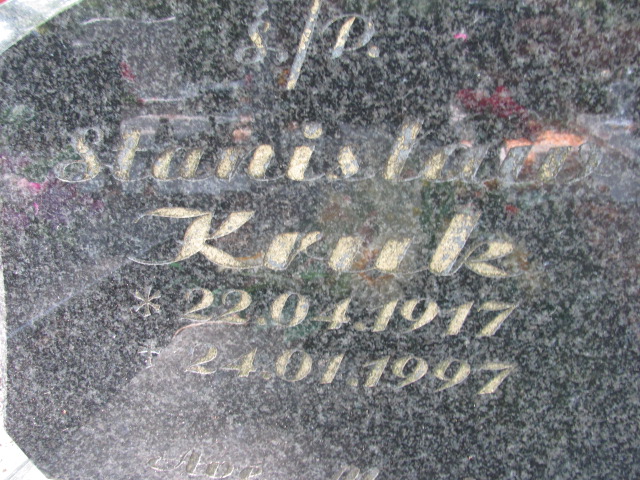 Ś/P.
Stanisław
Kruk
* 22.04.1917
+ 24.01.1997